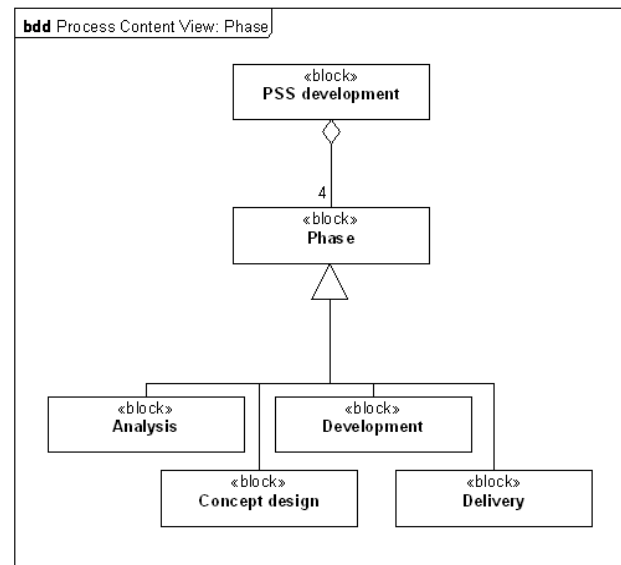 bdd Process Content View: Phase
«block»
PSS development
4
«block»
Phase
«block»
Analysis
«block»
Development
«block»
Concept design
«block»
Delivery